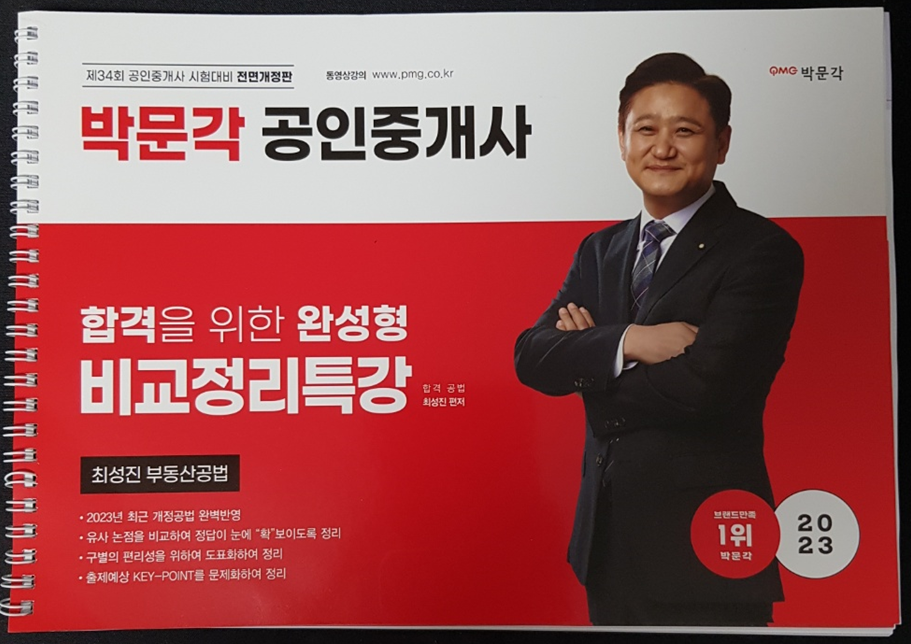 제34회 공인중개사 시험대비 전면개정판
동영상강의 www.pmg.co.kr
PMG 박문각
박문각 공인중개사
합격을 위한 완성형
비교정리특강
합격 공법
최성진 편저
최성진 부동산공법
• 2023년 최근 개정공법 완벽반영
• 유사 논점을 비교하여 정답이 눈에 "확"보이도록 정리
• 구별의 편리성을 위하여 도표화하여 정리
• 출제예상 KEY-POINT를 문제화하여 정리
브랜드만족
1위
박문각
20
23